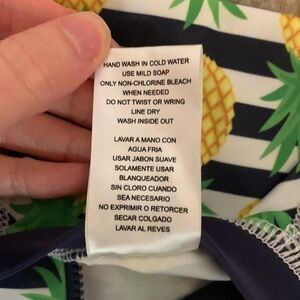 HAND WASH IN COLD WATER
USE MILD SOAP
ONLY NON-CHLORINE BLEACH
WHEN NEEDED
DO NOT TWIST OR WRING
LINE DRY
WASH INSIDE OUT
LAVAR A MANO CON
AGUA FRIA
USAR JABON SUAVE
SOLAMENTE USAR
BLANQUEADOR
SIN CLORO CUANDO
SEA NECESARIO
NO EXPRIMIR O RETORCER
SECAR COLGADO
LAVAR AL REVES